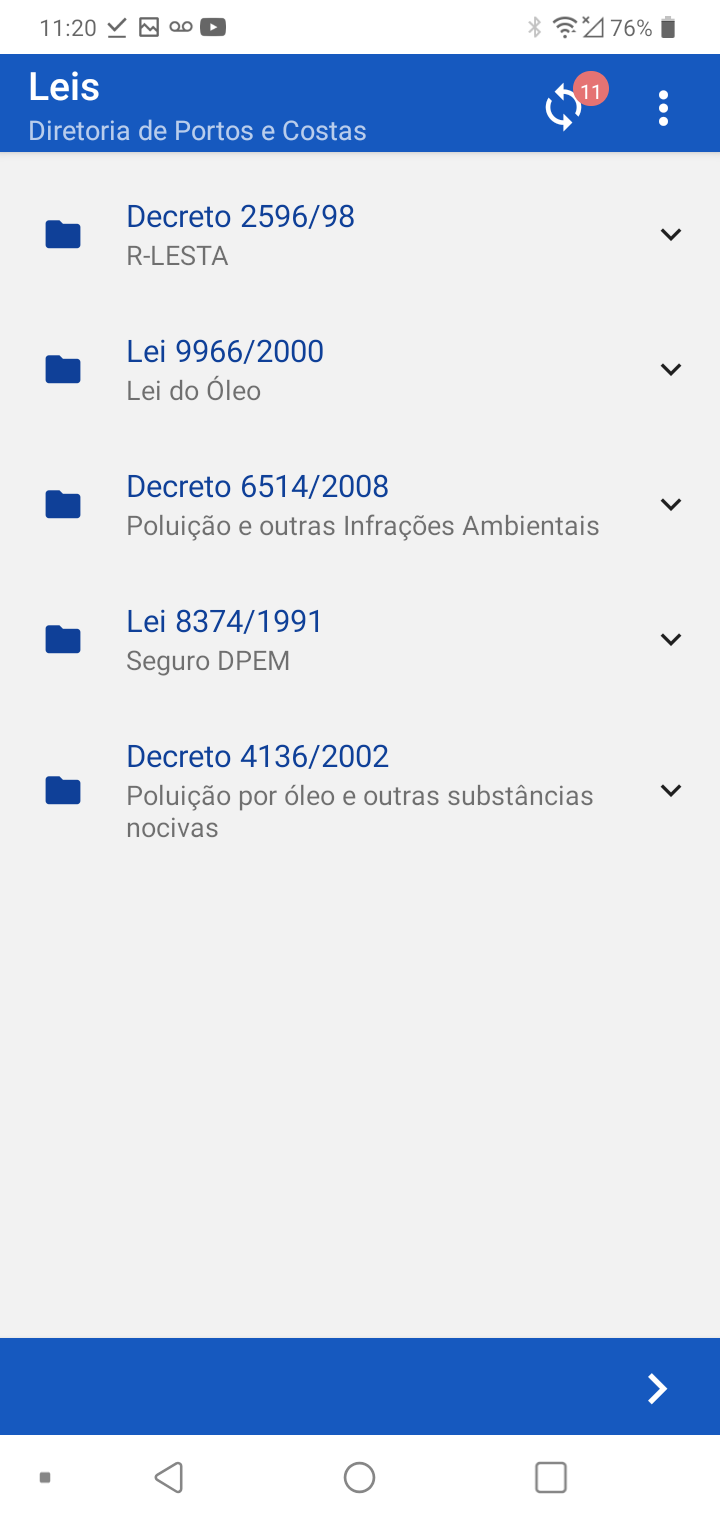 11:20
76%
Leis
11
Diretoria de Portos e Costas
Decreto 2596/98
R-LESTA
Lei 9966/2000
Lei do Óleo
Decreto 6514/2008
Poluição e outras Infrações Ambientais
Lei 8374/1991
Seguro DPEM
Decreto 4136/2002
Poluição por óleo e outras substâncias
nocivas